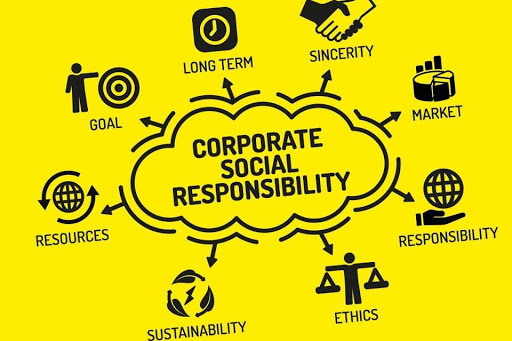 LONG TERM
SINCERITY
GOAL
MARKET
CORPORATE
SOCIAL
RESPONSIBILITY
RESOURCES
RESPONSIBILITY
SUSTAINABILITY
ETHICS